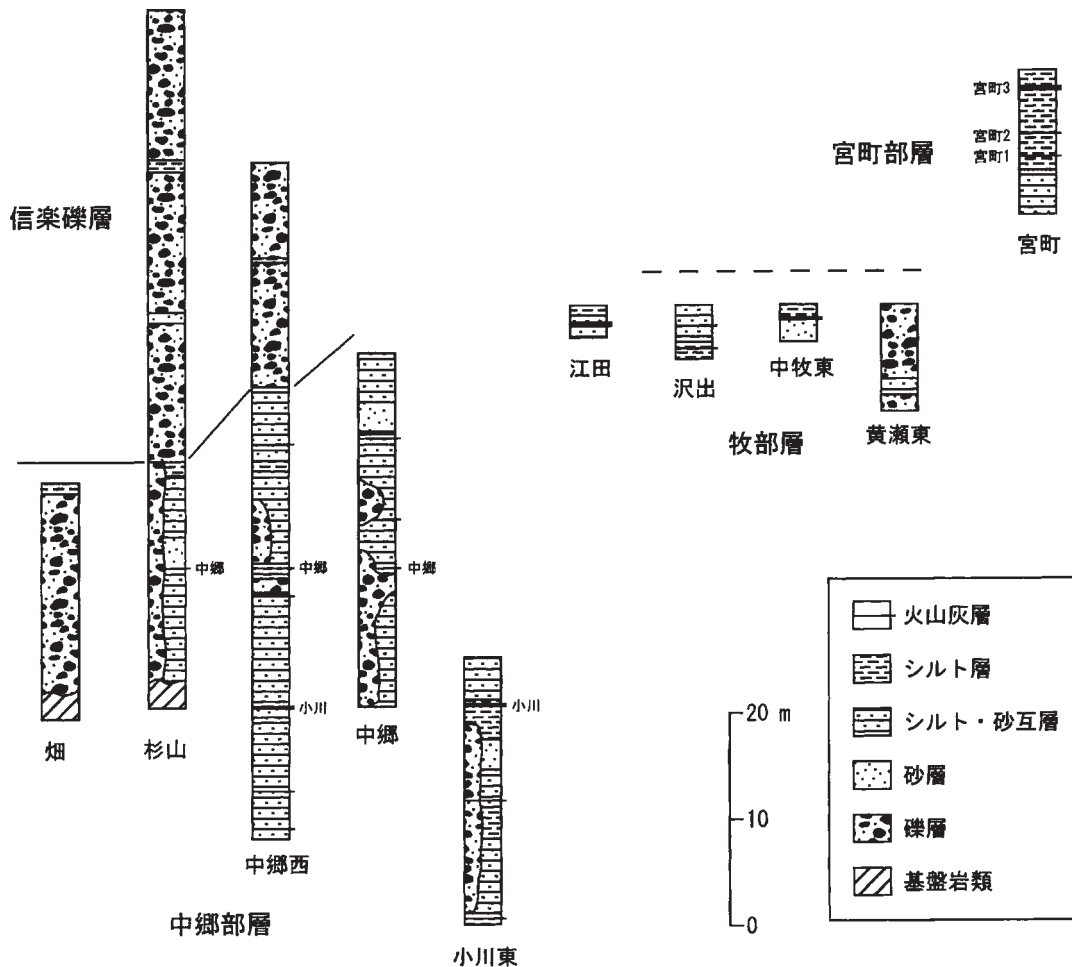 宮町3
宮町2
宮町1
宮町部層
宮町
信楽礫層
江田
沢出
中牧東
黄瀬東
牧部層
中郷
中郷
中郷
小川
小川
畑
杉山
中郷西
中郷
小川東
中郷部層
20 m
10
0
火山灰層
シルト層
シルト・砂互層
砂層
礫層
基盤岩類